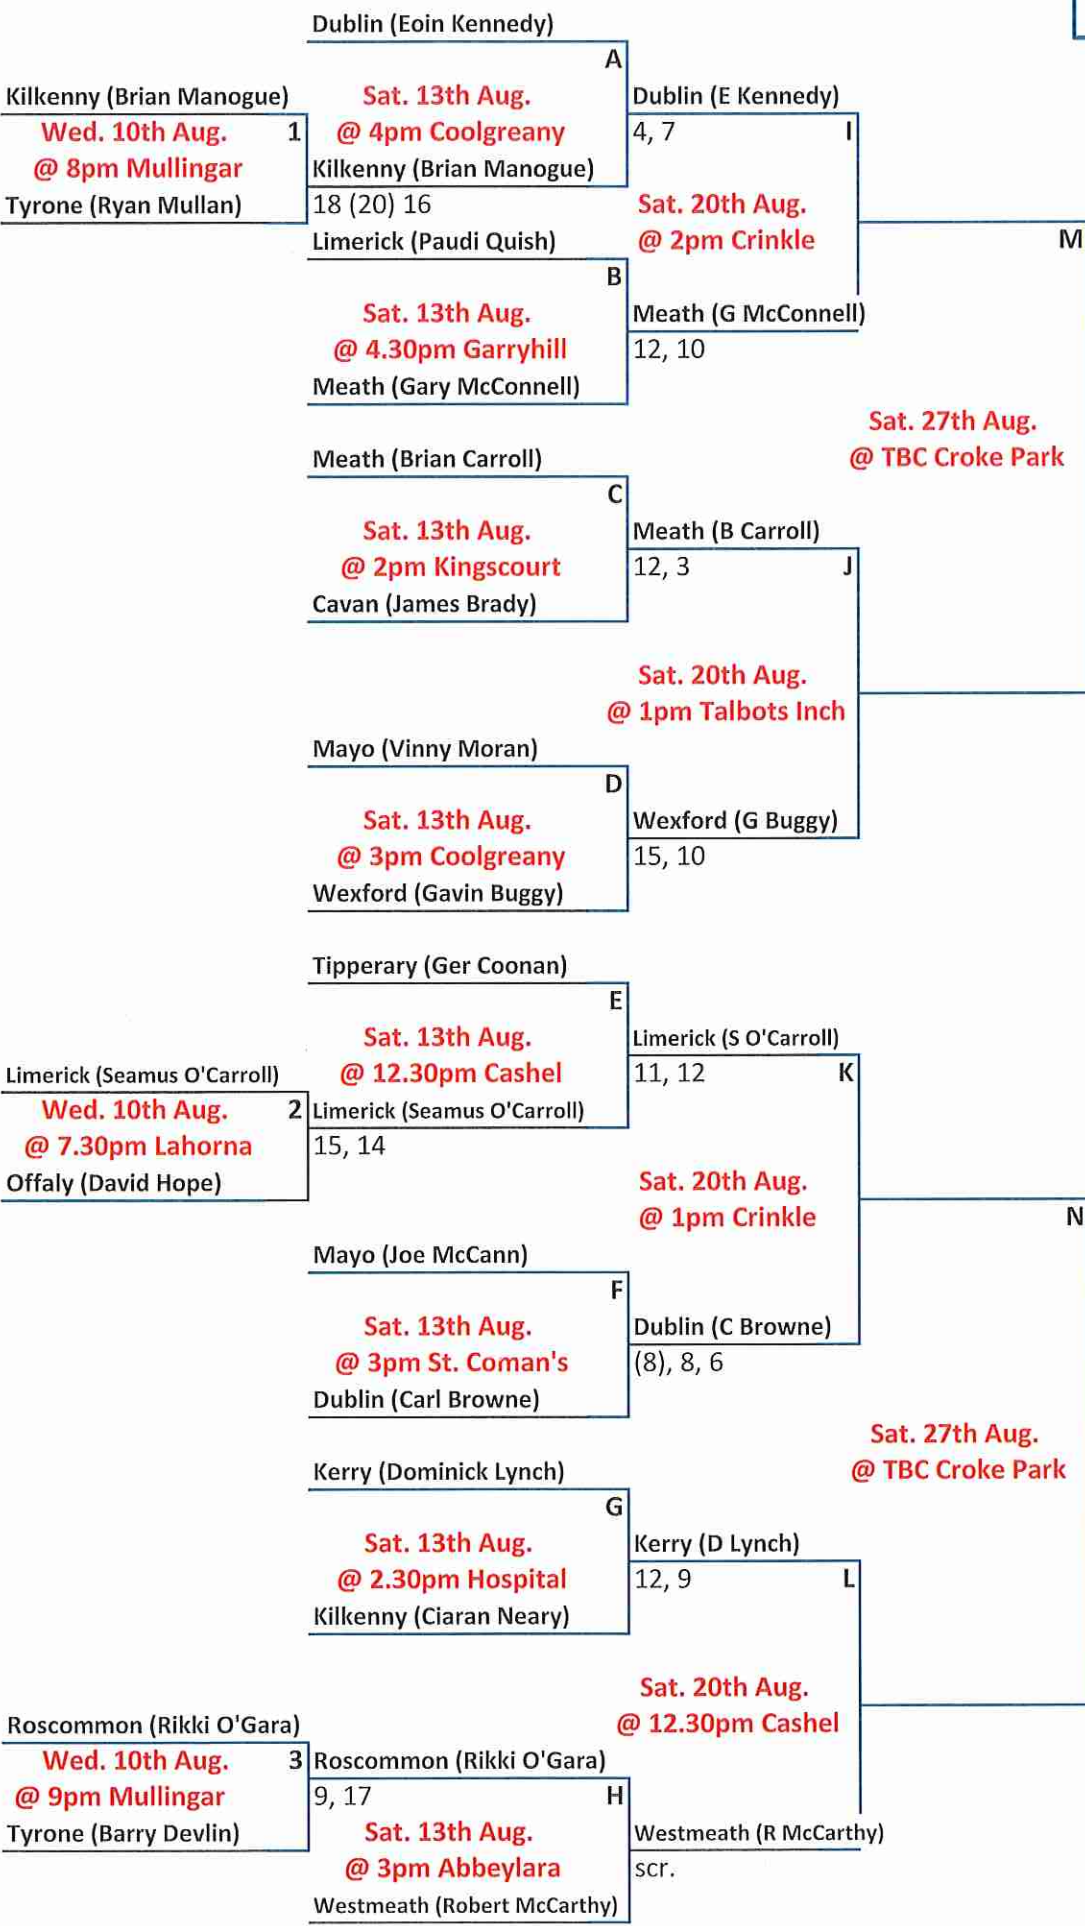 Dublin (Eoin Kennedy)
A
Kilkenny (Brian Manogue)
Sat. 13th Aug.
Dublin (E Kennedy)
Wed. 10th Aug.
1
@ 4pm Coolgreany
4, 7
I
@ 8pm Mullingar
Kilkenny (Brian Manogue)
Tyrone (Ryan Mullan)
18 (20) 16
Sat. 20th Aug.
Limerick (Paudi Quish)
@ 2pm Crinkle
M
B
Sat. 13th Aug.
Meath (G McConnell)
@ 4.30pm Garryhill
12, 10
Meath (Gary McConnell)
Sat. 27th Aug.
@ TBC Croke Park
Meath (Brian Carroll)
C
Sat. 13th Aug.
Meath (B Carroll)
@ 2pm Kingscourt
12, 3
J
Cavan (James Brady)
Sat. 20th Aug.
@ 1pm Talbots Inch
Mayo (Vinny Moran)
D
Sat. 13th Aug.
Wexford (G Buggy)
@ 3pm Coolgreany
15, 10
Wexford (Gavin Buggy)
Tipperary (Ger Coonan)
E
Sat. 13th Aug.
Limerick (S O'Carroll)
Limerick (Seamus O'Carroll)
@ 12.30pm Cashel
11, 12
K
Wed. 10th Aug.
2
Limerick (Seamus O'Carroll)
@ 7.30pm Lahorna
15, 14
Offaly (David Hope)
Sat. 20th Aug.
@ 1pm Crinkle
N
Mayo (Joe McCann)
F
Sat. 13th Aug.
Dublin (C Browne)
@ 3pm St. Coman's
(8), 8, 6
Dublin (Carl Browne)
Sat. 27th Aug.
@ TBC Croke Park
Kerry (Dominick Lynch)
G
Sat. 13th Aug.
Kerry (D Lynch)
@ 2.30pm Hospital
12, 9
L
Kilkenny (Ciaran Neary)
Sat. 20th Aug.
@ 12.30pm Cashel
Roscommon (Rikki O'Gara)
Wed. 10th Aug.
3
Roscommon (Rikki O'Gara)
@ 9pm Mullingar
9, 17
H
Tyrone (Barry Devlin)
Sat. 13th Aug.
Westmeath (R McCarthy)
@ 3pm Abbeylara
scr.
Westmeath (Robert McCarthy)